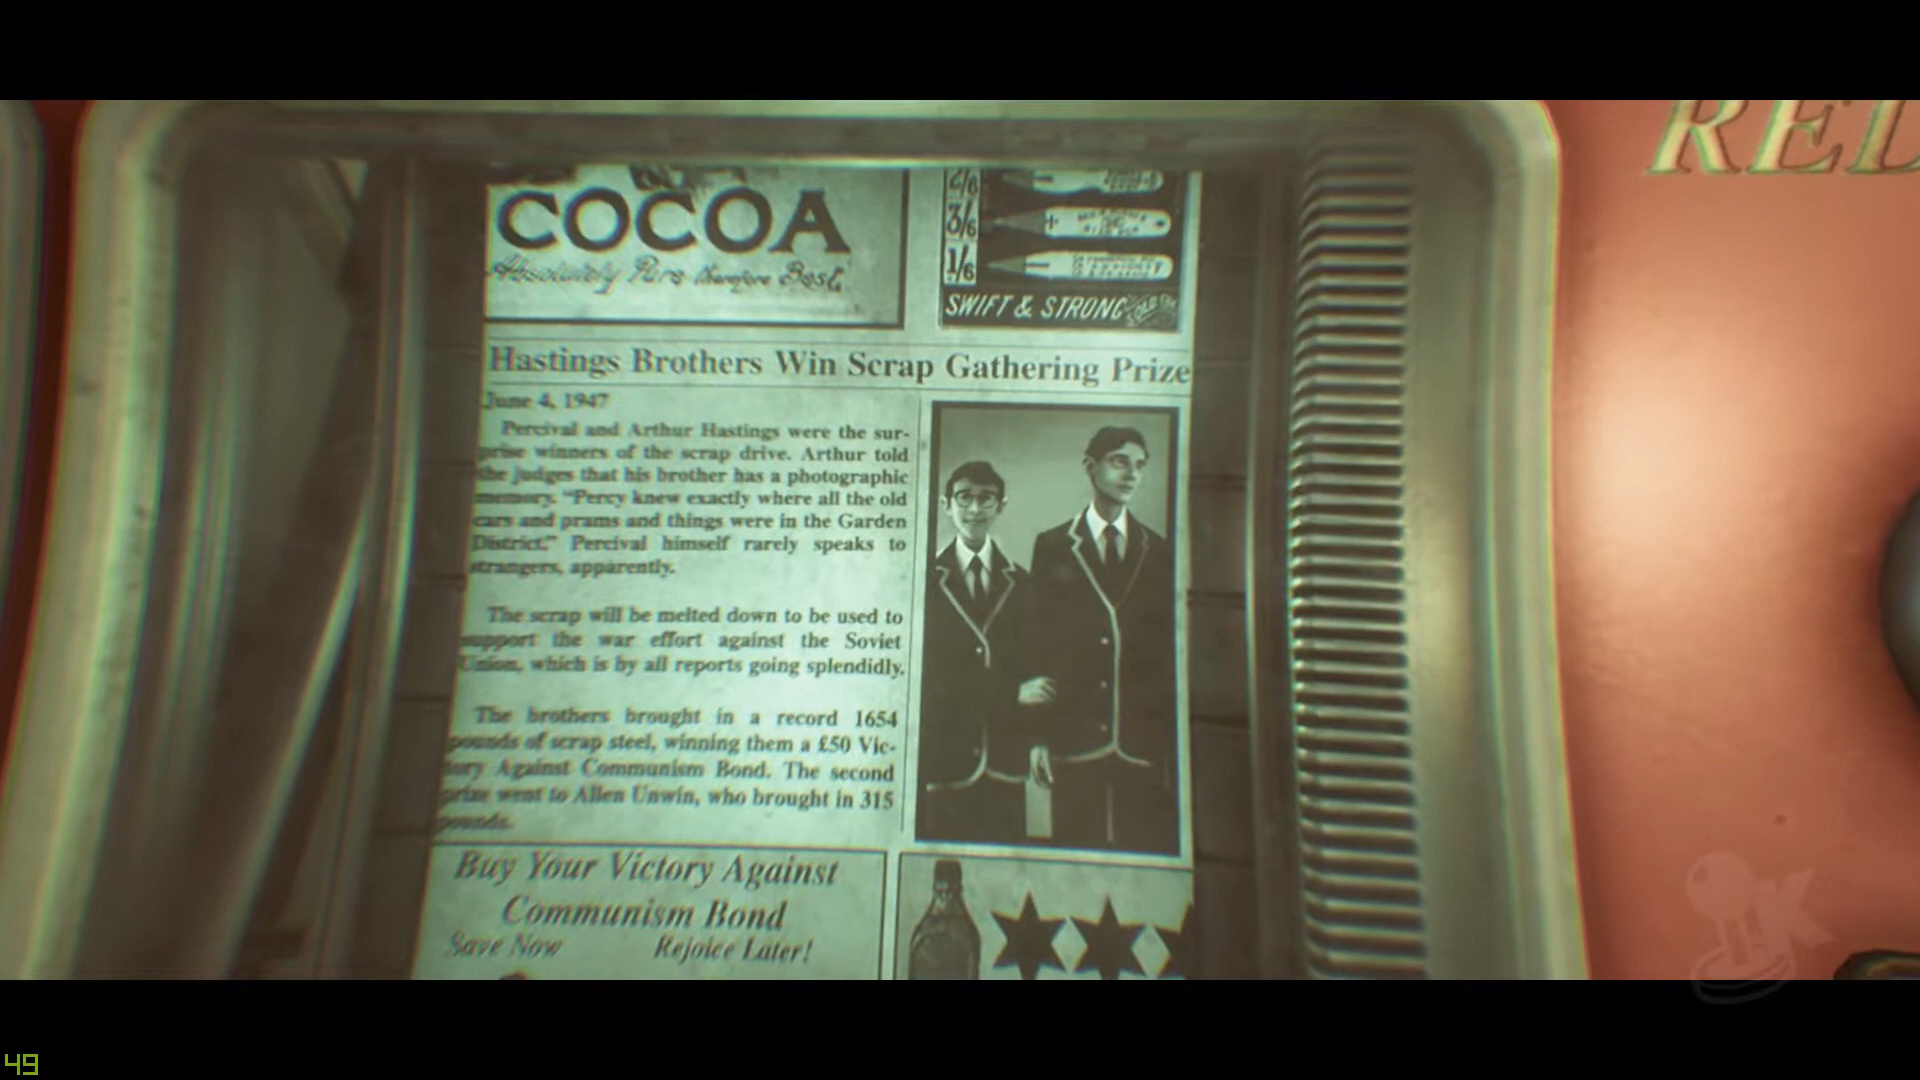 RED
COCOA
Absolutely Pure therefore Best.
2/6
3/6
1/6
SWIFT & STRONG
Hastings Brothers Win Scrap Gathering Prize
June 4, 1947
Percival and Arthur Hastings were the sur-
prise winners of the scrap drive. Arthur told
the judges that his brother has a photographic
memory. "Percy knew exactly where all the old
cars and prams and things were in the Garden
District." Percival himself rarely speaks to
strangers, apparently.
The scrap will be melted down to be used to
support the war effort against the Soviet
Union, which is by all reports going splendidly.
The brothers brought in a record 1654
pounds of scrap steel, winning them a £50 Vic-
tory Against Communism Bond. The second
prize went to Allen Unwin, who brought in 315
pounds.
Buy Your Victory Against
Communism Bond
Save Now Rejoice Later!
49